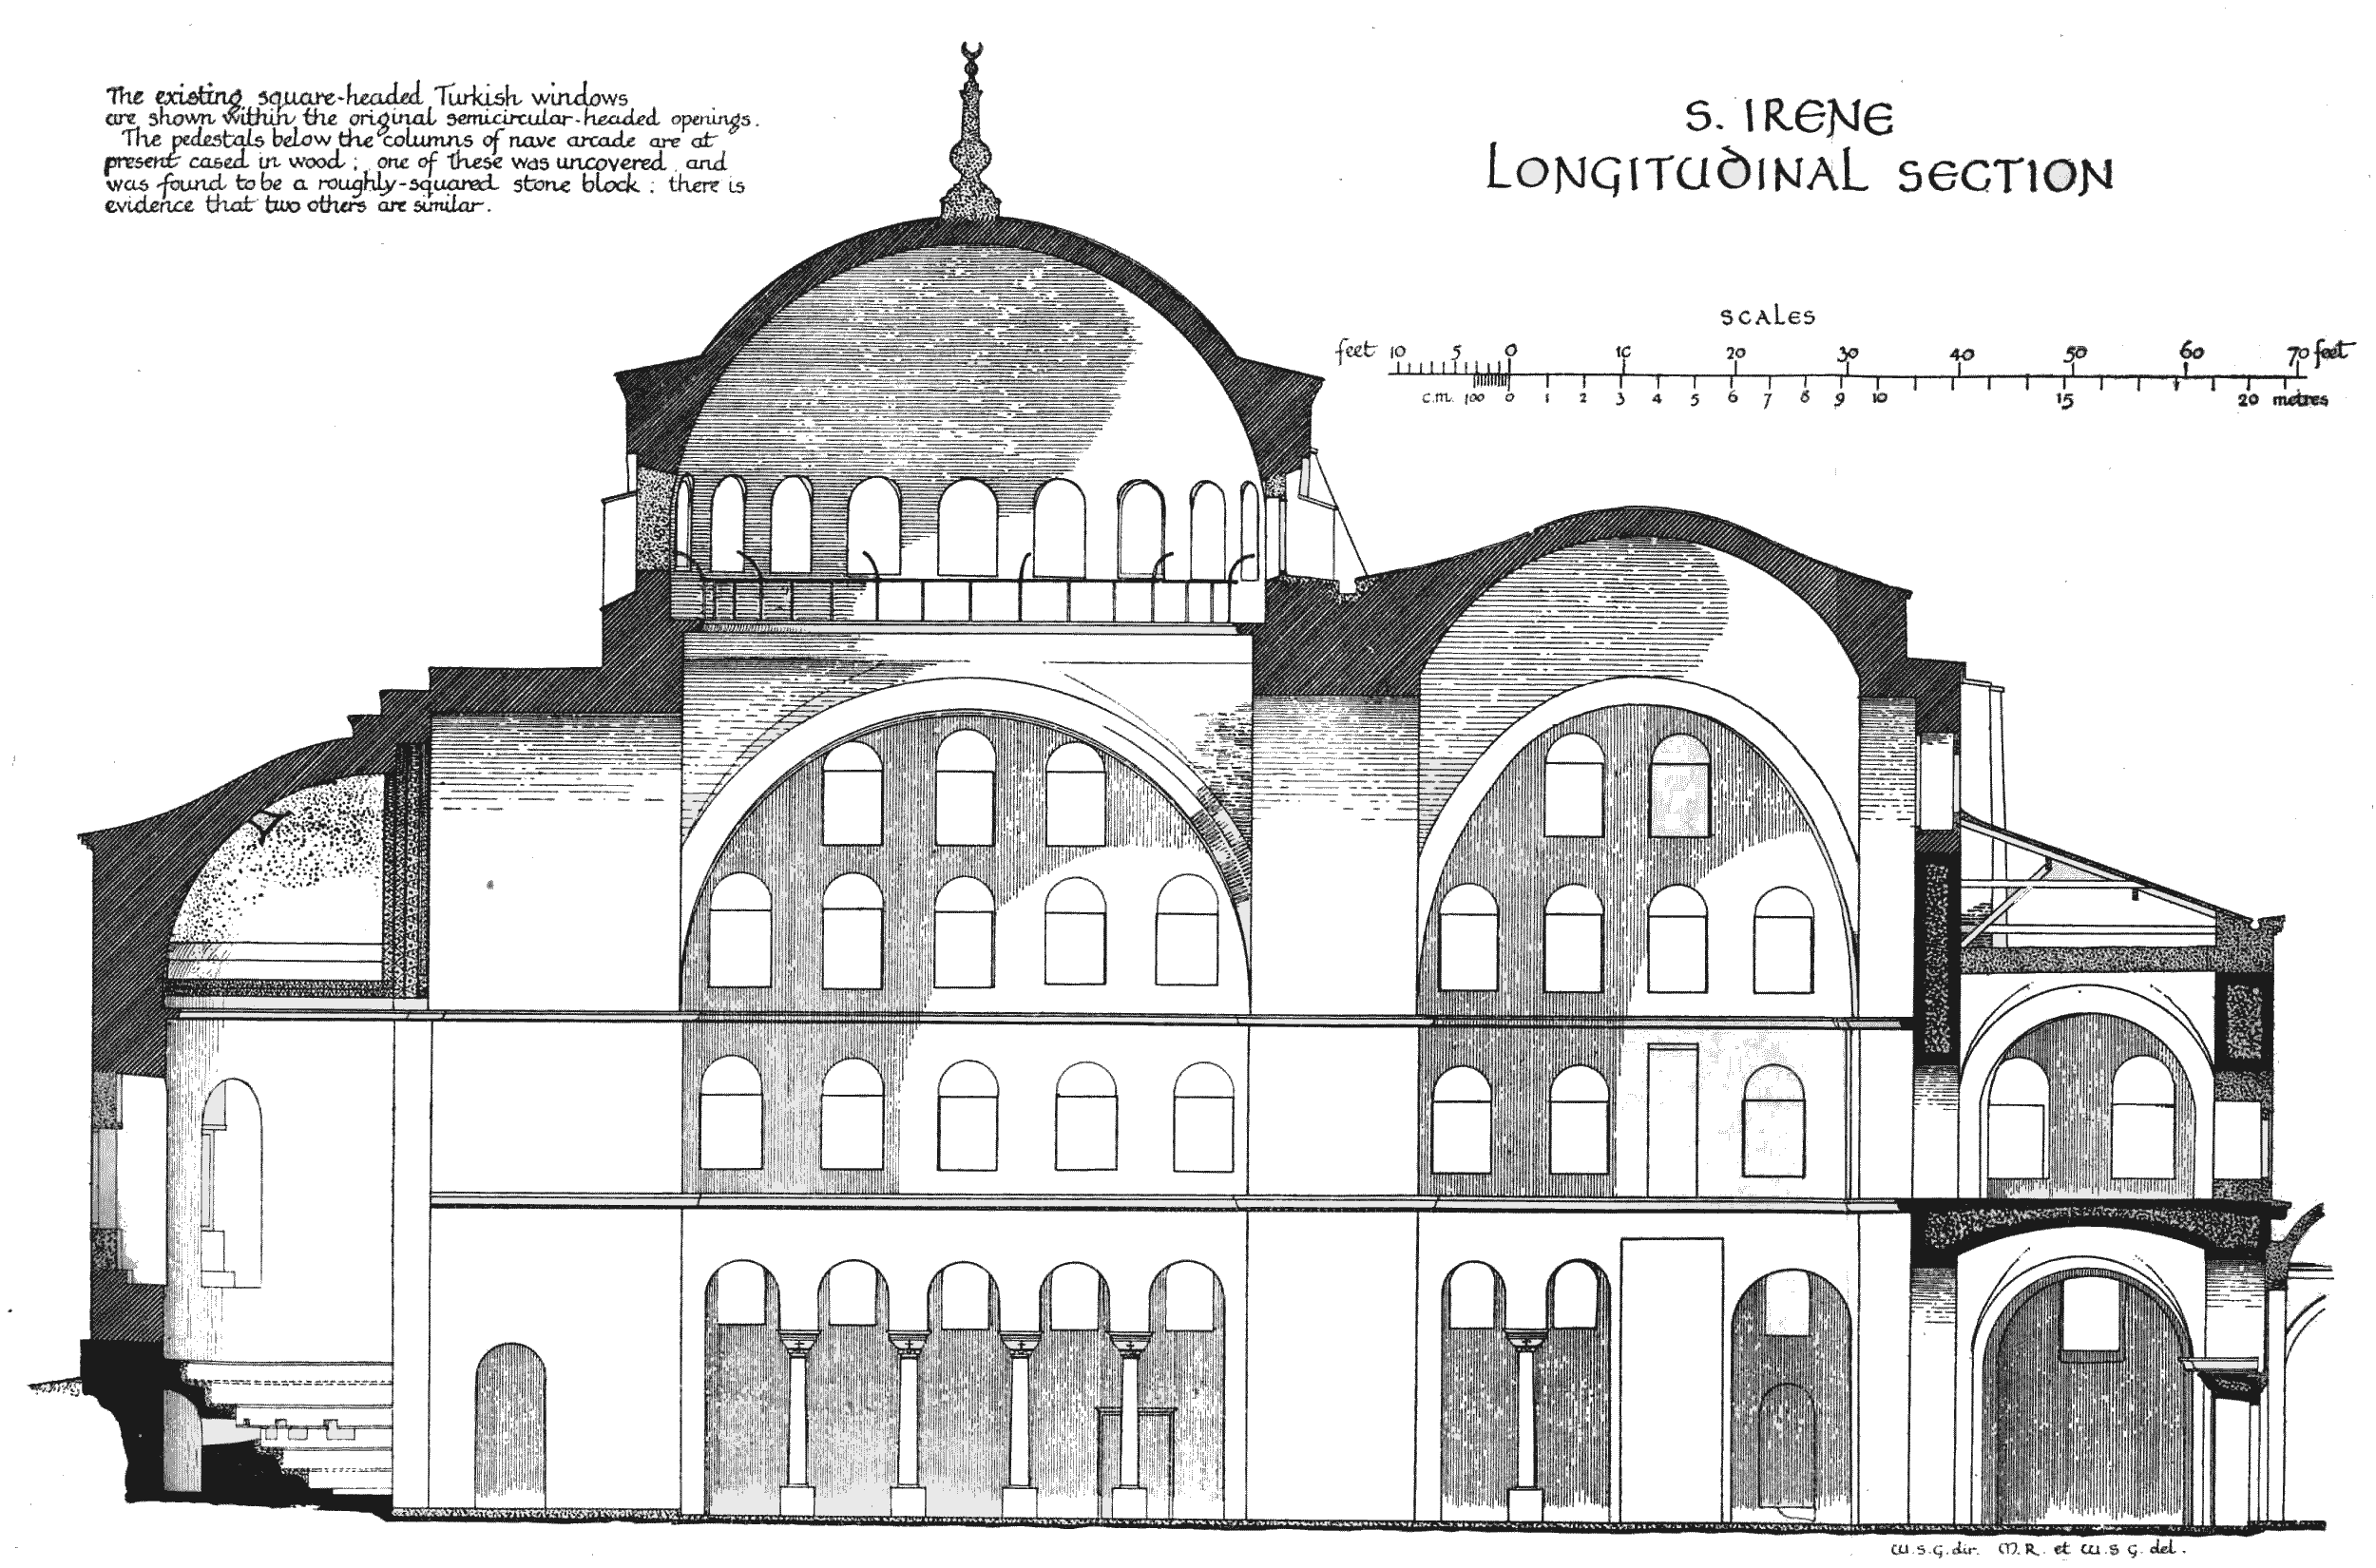 The existing square-headed Turkish windows
are shown within the original semicircular-headed openings.
The pedestals below the columns of nave arcade are at
present cased in wood; one of these was uncovered and
was found to be a roughly-squared stone block: there is
evidence that two others are similar.
S. IRENE
LONGITUDINAL SECTION
SCALES
feet 10 5 0 10 20 30 40 50 60 70 feet
c.m. 100 0 1 2 3 4 5 6 7 8 9 10 15 20 metres
W.S.G. dir. M.R. et W.S.G. del.